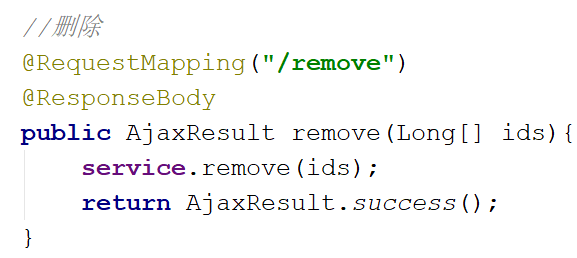 //删除
@RequestMapping("/remove")
@ResponseBody
public AjaxResult remove(Long[] ids){
    service.remove(ids);
    return AjaxResult.success();
}